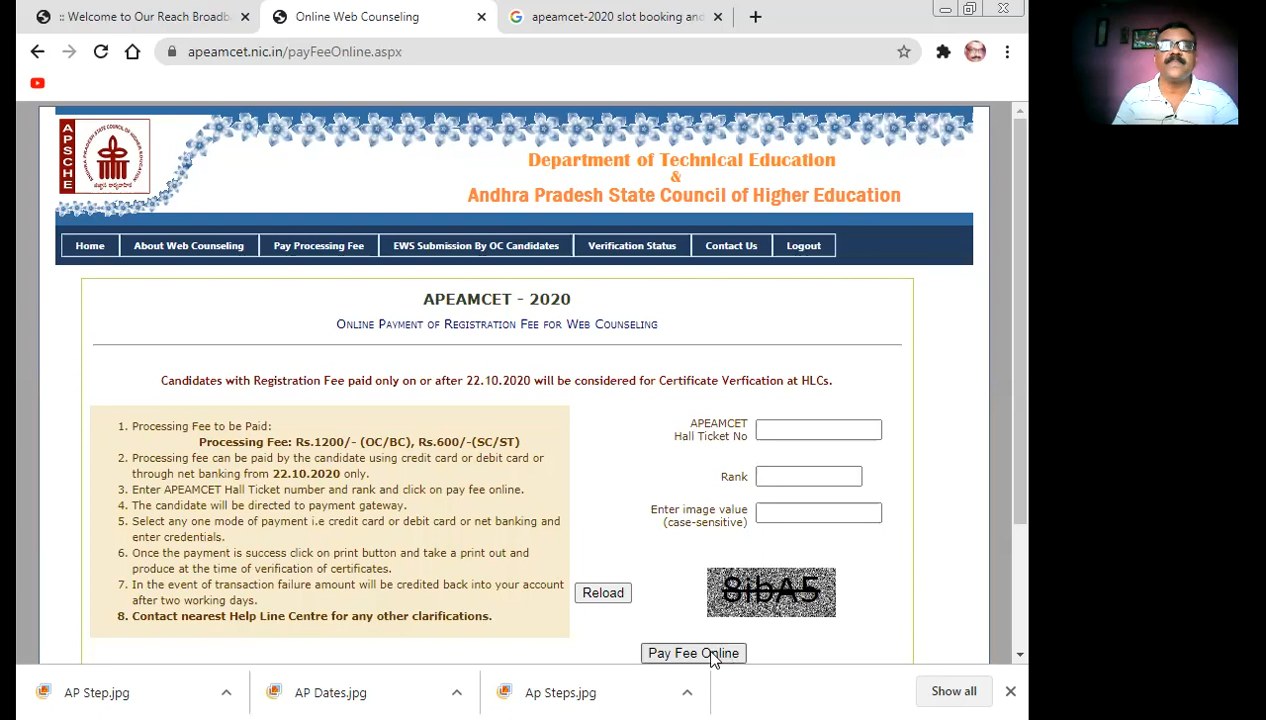 :: Welcome to Our Reach Broadb
Online Web Counseling
apeamcet-2020 slot booking and
apeamcet.nic.in/payFeeOnline.aspx
APSCHE
Department of Technical Education
&
Andhra Pradesh State Council of Higher Education
Home About Web Counseling Pay Processing Fee EWS Submission By OC Candidates Verification Status Contact Us Logout
APEAMCET - 2020
Online Payment of Registration Fee for Web Counseling
Candidates with Registration Fee paid only on or after 22.10.2020 will be considered for Certificate Verfication at HLCs.
1. Processing Fee to be Paid:
Processing Fee: Rs.1200/- (OC/BC), Rs.600/-(SC/ST)
2. Processing fee can be paid by the candidate using credit card or debit card or
through net banking from 22.10.2020 only.
3. Enter APEAMCET Hall Ticket number and rank and click on pay fee online.
4. The candidate will be directed to payment gateway.
5. Select any one mode of payment i.e credit card or debit card or net banking and
enter credentials.
6. Once the payment is success click on print button and take a print out and
produce at the time of verification of certificates.
7. In the event of transaction failure amount will be credited back into your account
after two working days.
8. Contact nearest Help Line Centre for any other clarifications.
APEAMCET
Hall Ticket No
Rank
Enter image value
(case-sensitive)
Reload
8ibA5
Pay Fee Online
AP Step.jpg
AP Dates.jpg
Ap Steps.jpg
Show all